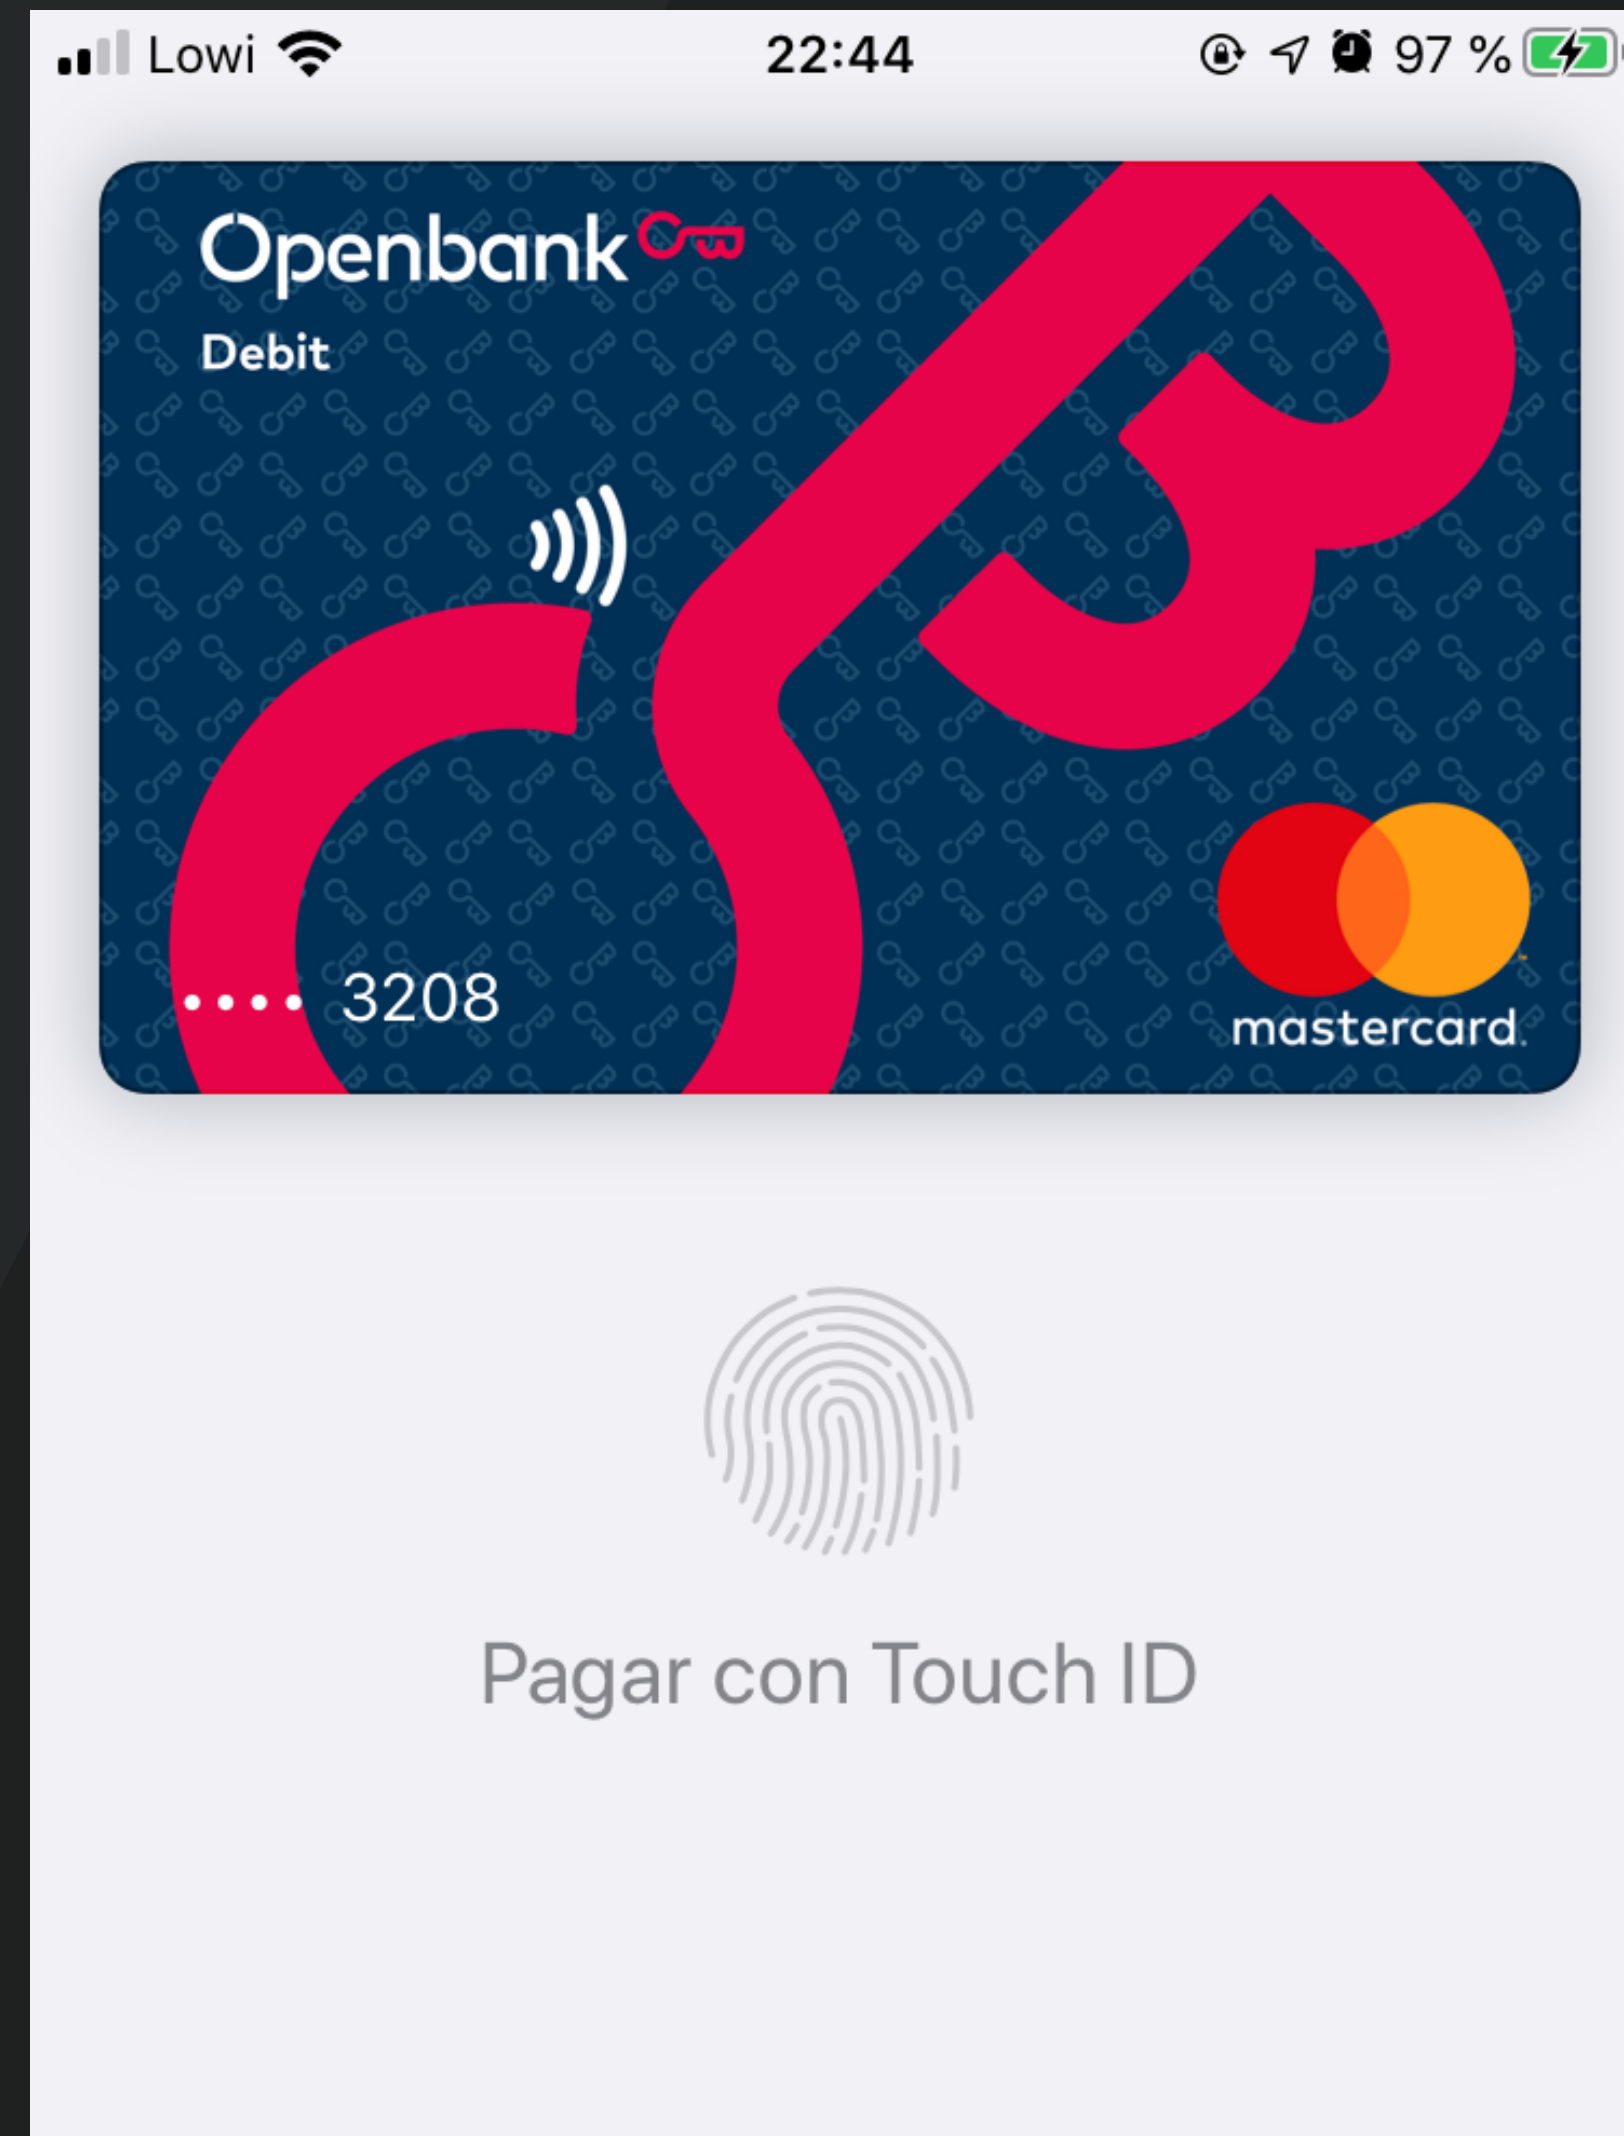 Lowi 22:44 97 %
Openbank
Debit
.... 3208
mastercard.
Pagar con Touch ID